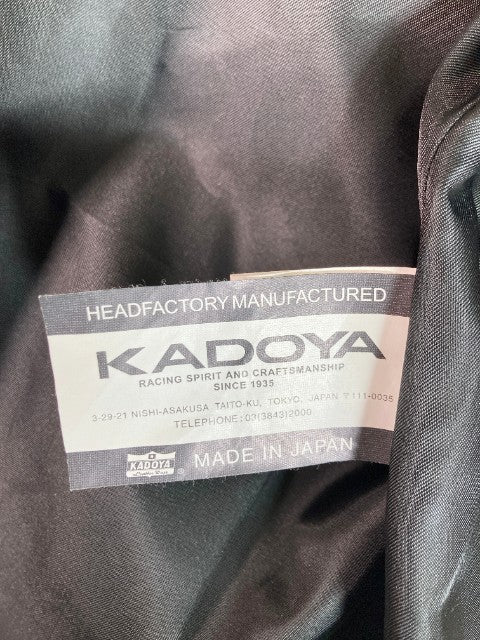 HEADFACTORY MANUFACTURED
KADOYA
RACING SPIRIT AND CRAFTSMANSHIP
SINCE 1935
3-29-21 NISHI-ASAKUSA TAITO-KU, TOKYO, JAPAN 〒111-0035
TELEPHONE:03(3843)2000
KADOYA ® MADE IN JAPAN